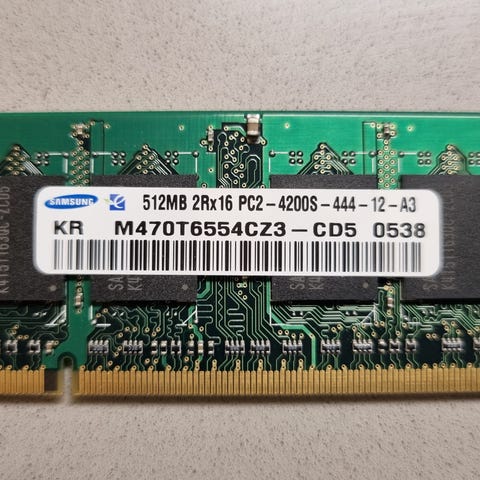 SAMSUNG 512MB 2Rx16 PC2-4200S-444-12-A3
KR M470T6554CZ3-CD5 0538